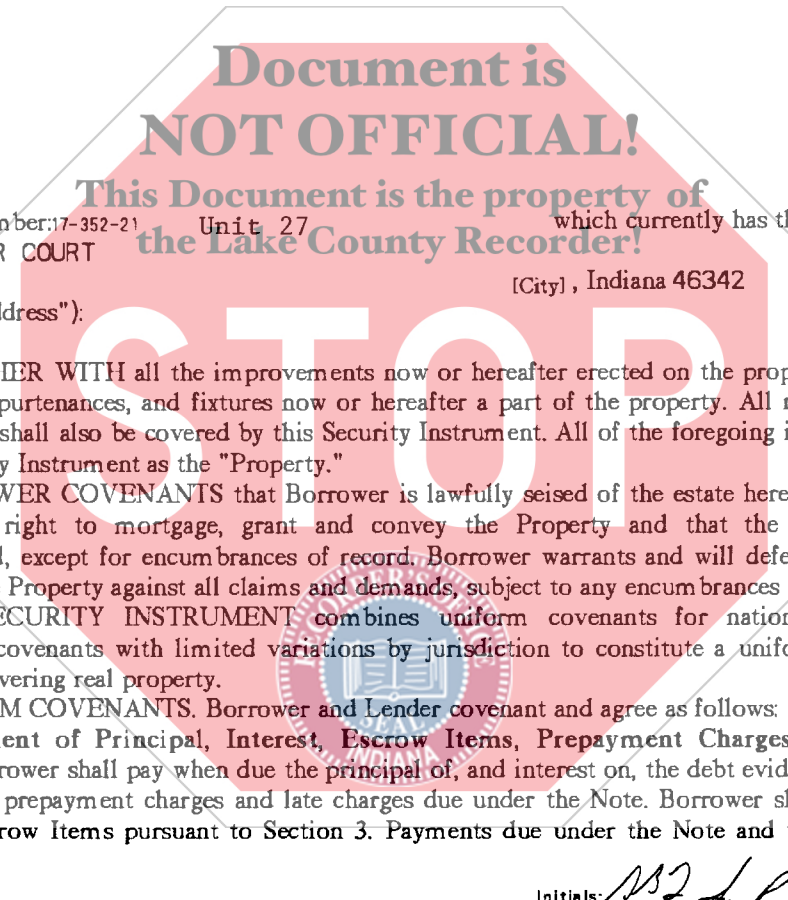 Document is
NOT OFFICIAL!
This Document is the property of
the Lake County Recorder!
mber:17-352-21 Unit 27 which currently has th
R COURT
[City] , Indiana 46342
ddress"):
STOP
HER WITH all the improvements now or hereafter erected on the prop
purtenances, and fixtures now or hereafter a part of the property. All r
shall also be covered by this Security Instrument. All of the foregoing i
y Instrument as the "Property."
WER COVENANTS that Borrower is lawfully seised of the estate here
right to mortgage, grant and convey the Property and that the
l, except for encumbrances of record. Borrower warrants and will defe
Property against all claims and demands, subject to any encumbrances
ECURITY INSTRUMENT combines uniform covenants for nation
covenants with limited variations by jurisdiction to constitute a unifo
vering real property.
M COVENANTS. Borrower and Lender covenant and agree as follows:
ent of Principal, Interest, Escrow Items, Prepayment Charges
rower shall pay when due the principal of, and interest on, the debt evid
prepayment charges and late charges due under the Note. Borrower sh
row Items pursuant to Section 3. Payments due under the Note and
RECORDER'S OFFICE
SEAL
INDIANA
Initials: